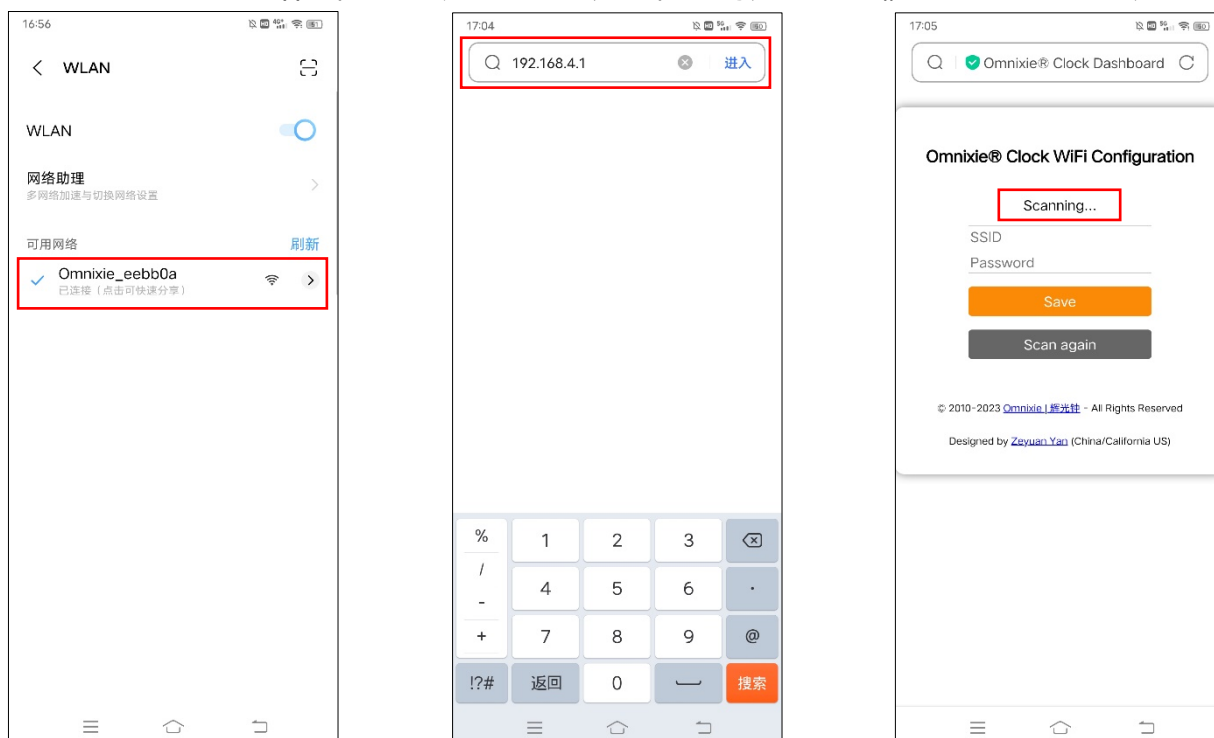 16:56
WLAN
WLAN
网络助理
多网络加速与切换网络设置
可用网络 刷新
Omnixie_eebb0a
已连接（点击可快速分享）
17:04
192.168.4.1 进入
% 1 2 3
/ 4 5 6 .
-
+ 7 8 9 @
!?# 返回 0 搜索
17:05
Omnixie® Clock Dashboard
Omnixie® Clock WiFi Configuration
Scanning...
SSID
Password
Save
Scan again
© 2010-2023 Omnixie | 辉光钟 - All Rights Reserved
Designed by Zeyuan Yan (China/California US)